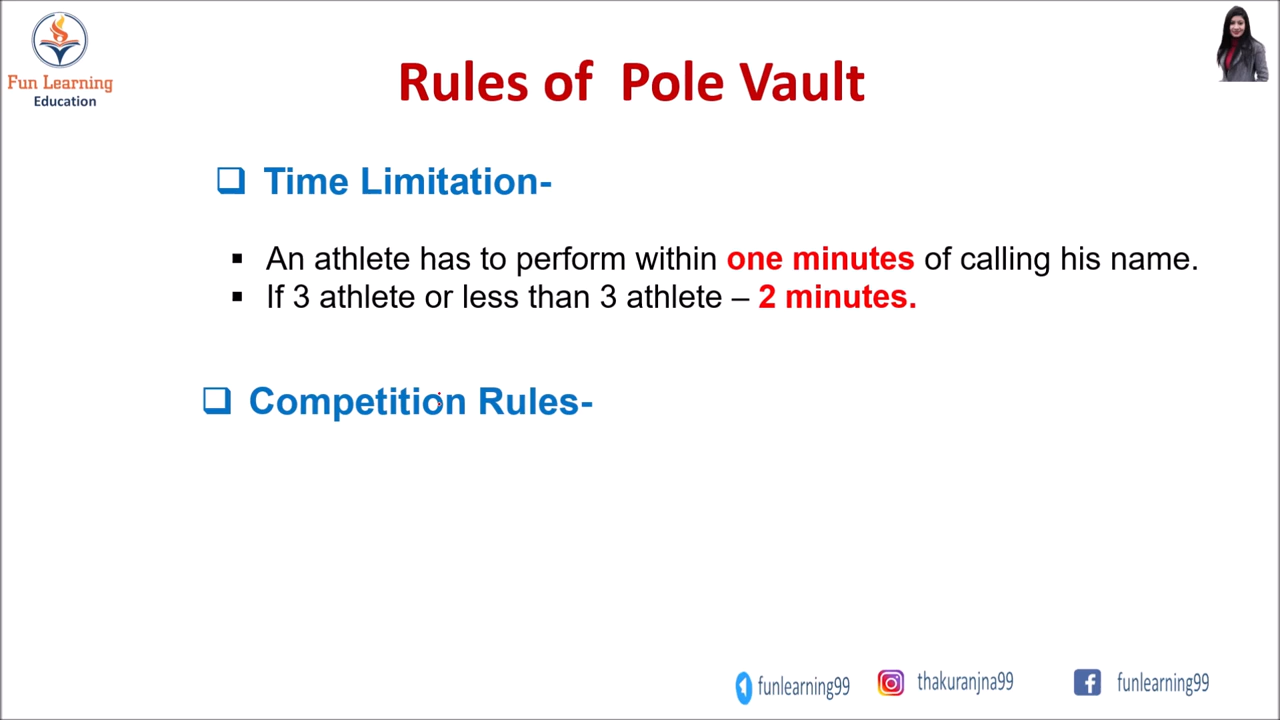 Fun Learning
Education
Rules of Pole Vault
Time Limitation-
An athlete has to perform within one minutes of calling his name.
If 3 athlete or less than 3 athlete – 2 minutes.
Competition Rules-
funlearning99
thakuranjna99
funlearning99